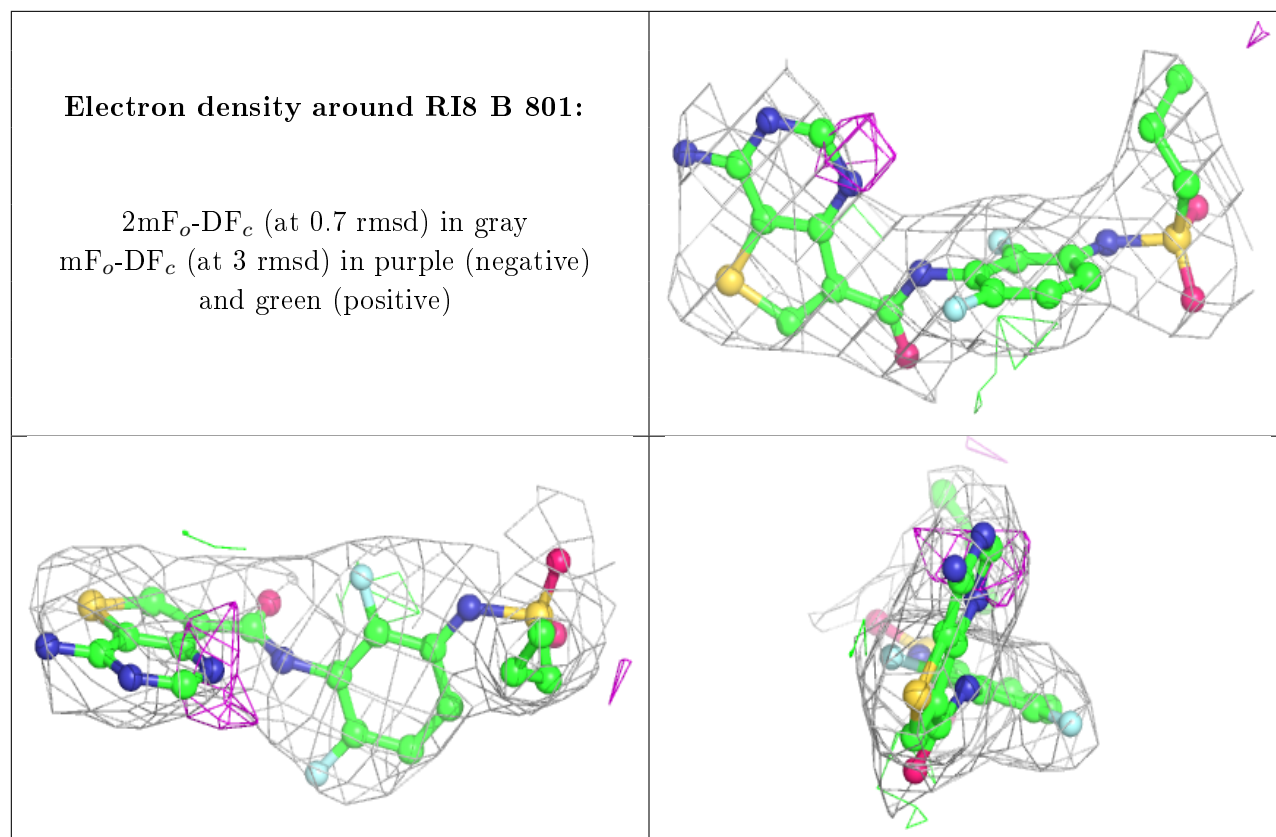 Electron density around RI8 B 801:
2mFₒ-DF𝒸 (at 0.7 rmsd) in gray
mFₒ-DF𝒸 (at 3 rmsd) in purple (negative)
and green (positive)